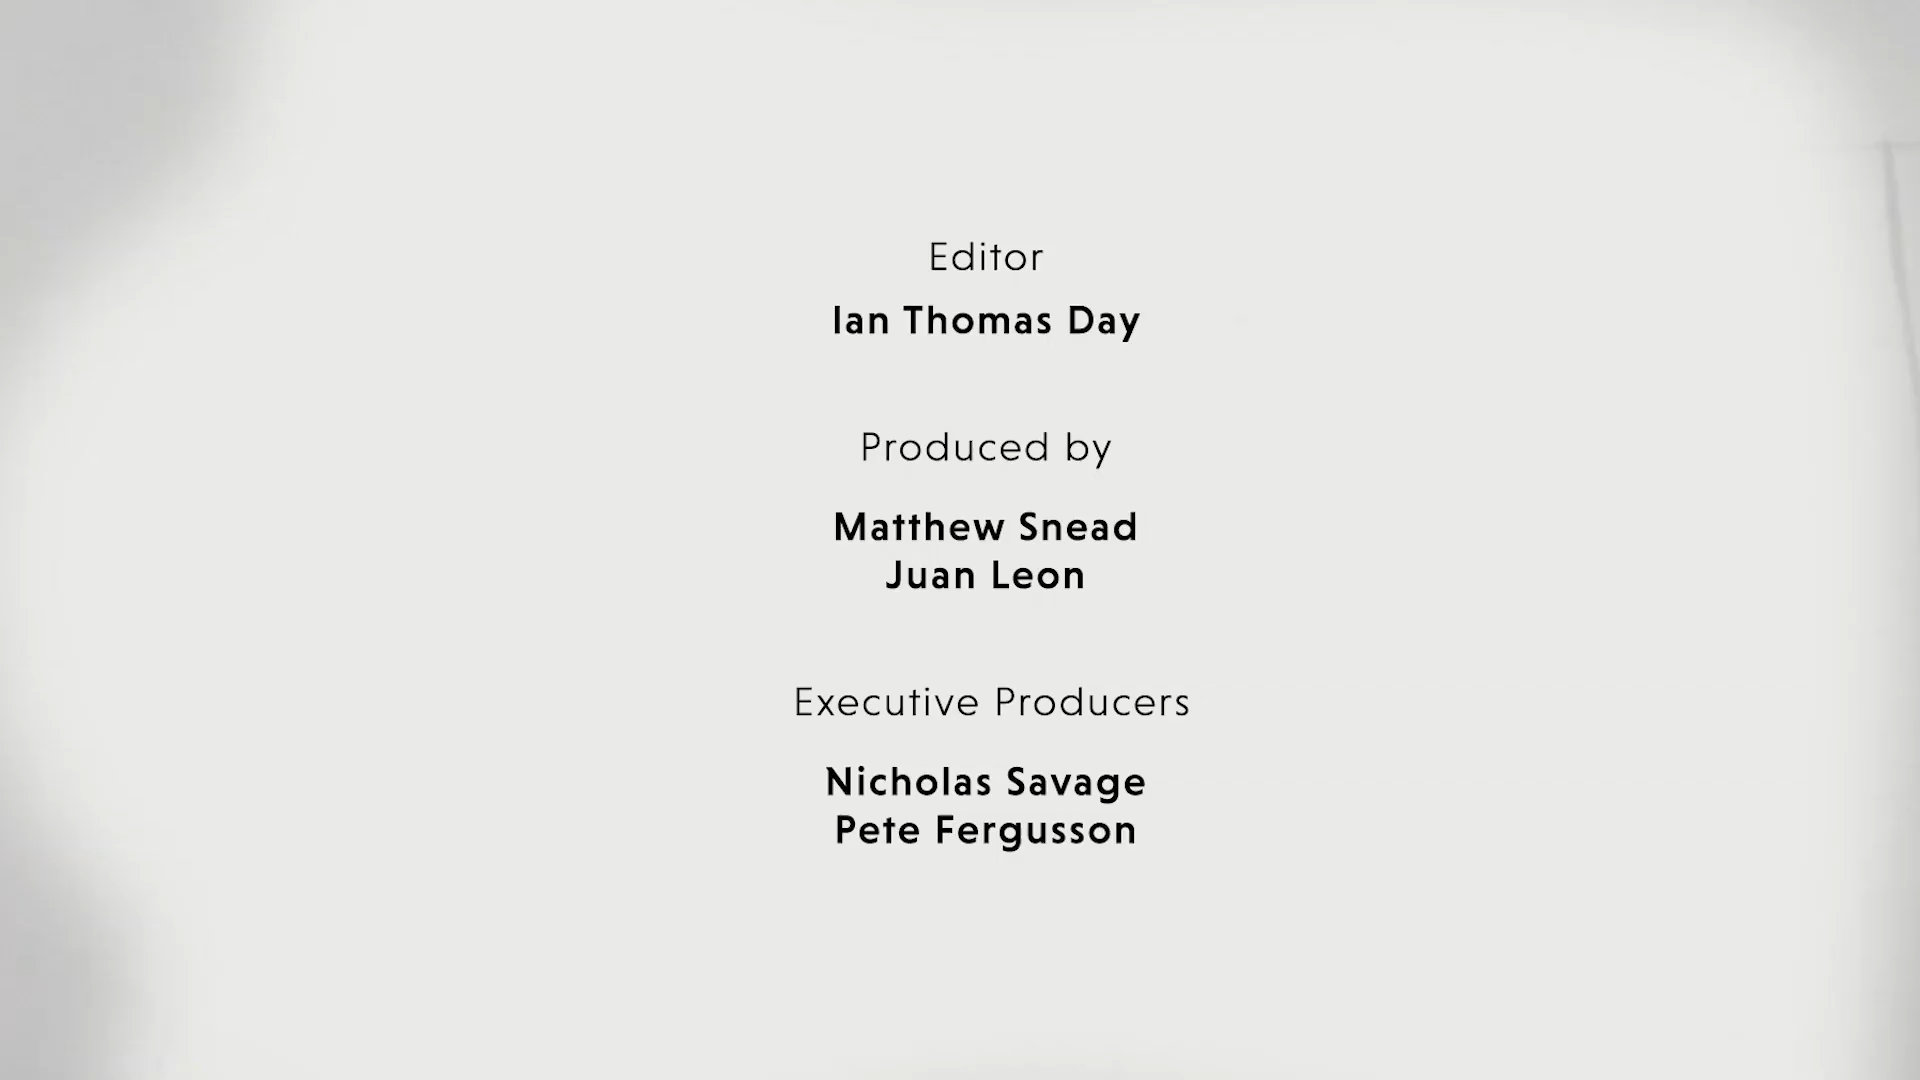 Editor
Ian Thomas Day
Produced by
Matthew Snead
Juan Leon
Executive Producers
Nicholas Savage
Pete Fergusson